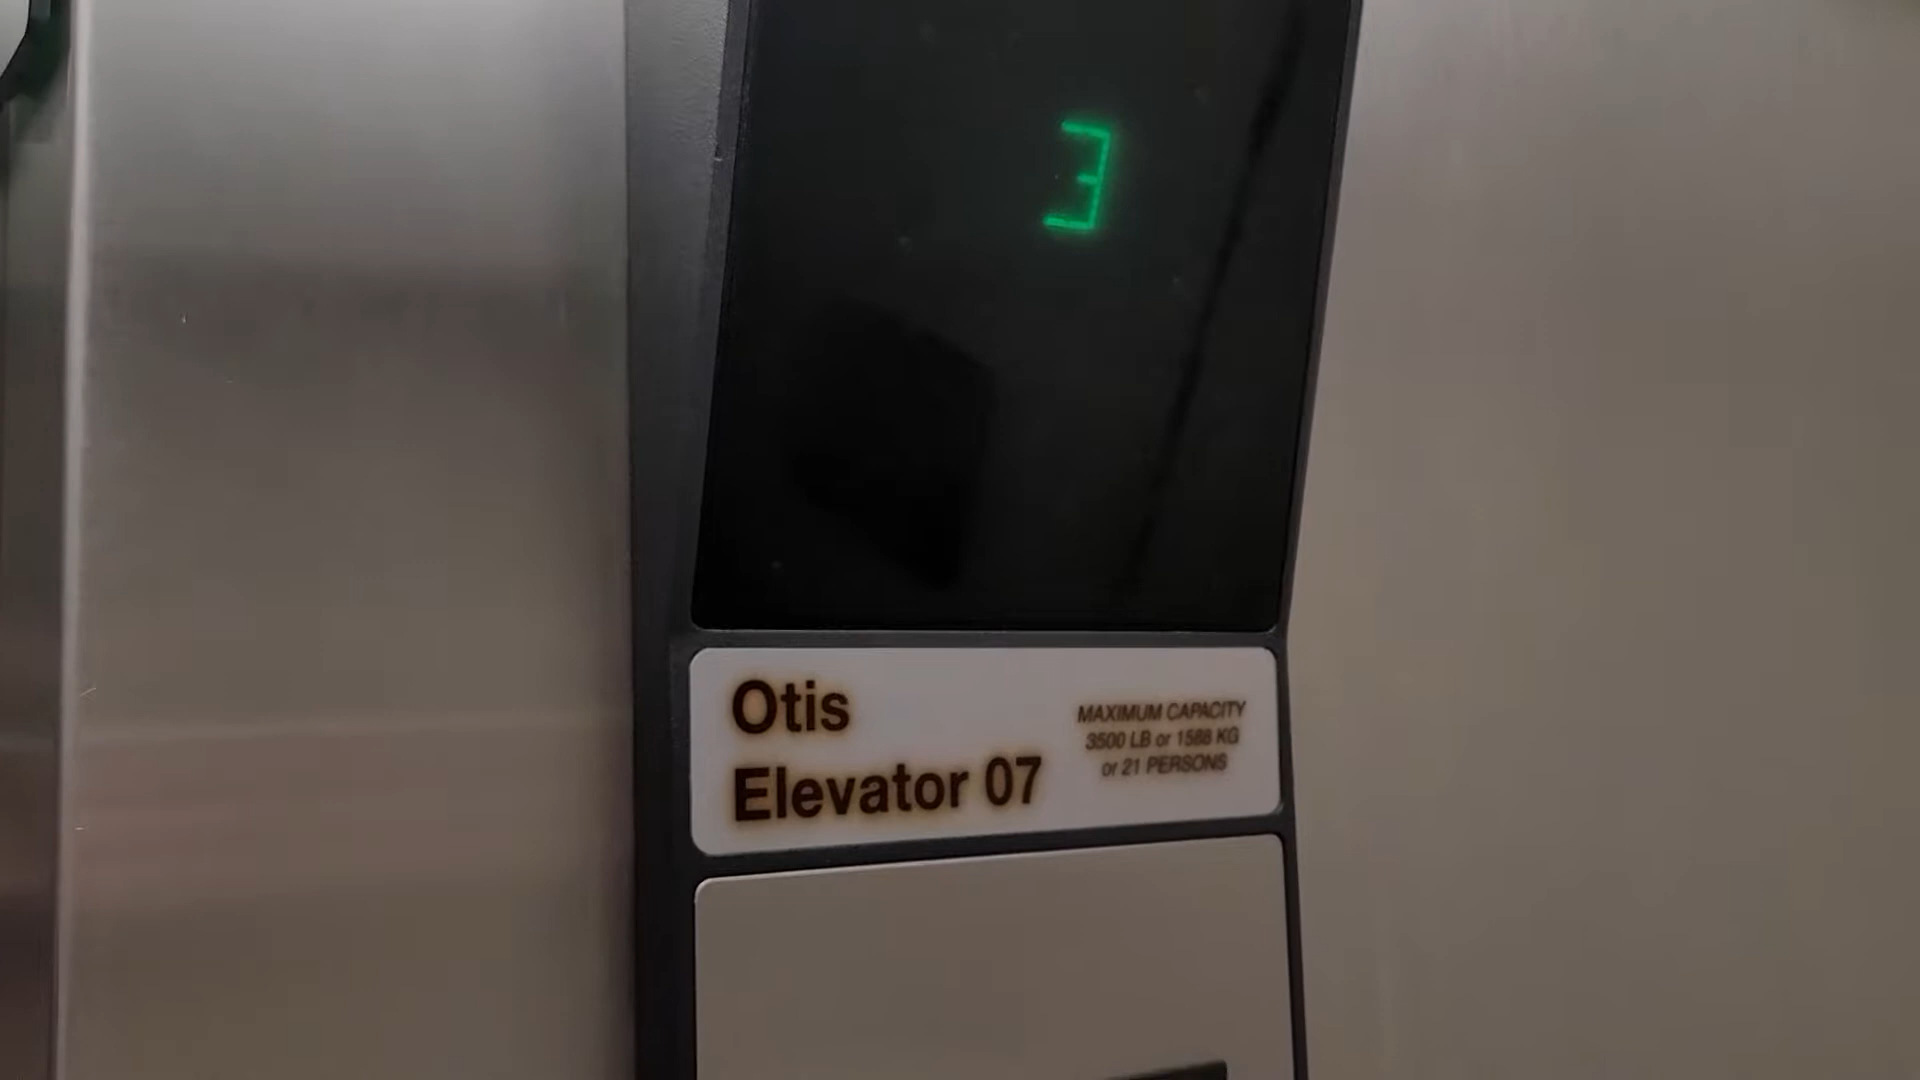 3
Otis
Elevator 07
MAXIMUM CAPACITY
3500 LB or 1588 KG
or 21 PERSONS